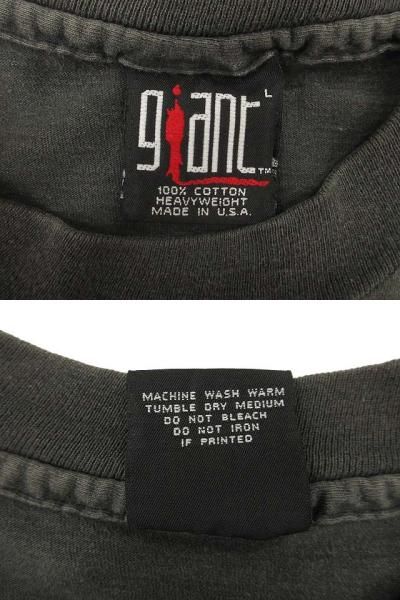 giant L
TM
100% COTTON
HEAVYWEIGHT
MADE IN U.S.A.
MACHINE WASH WARM
TUMBLE DRY MEDIUM
DO NOT BLEACH
DO NOT IRON
IF PRINTED